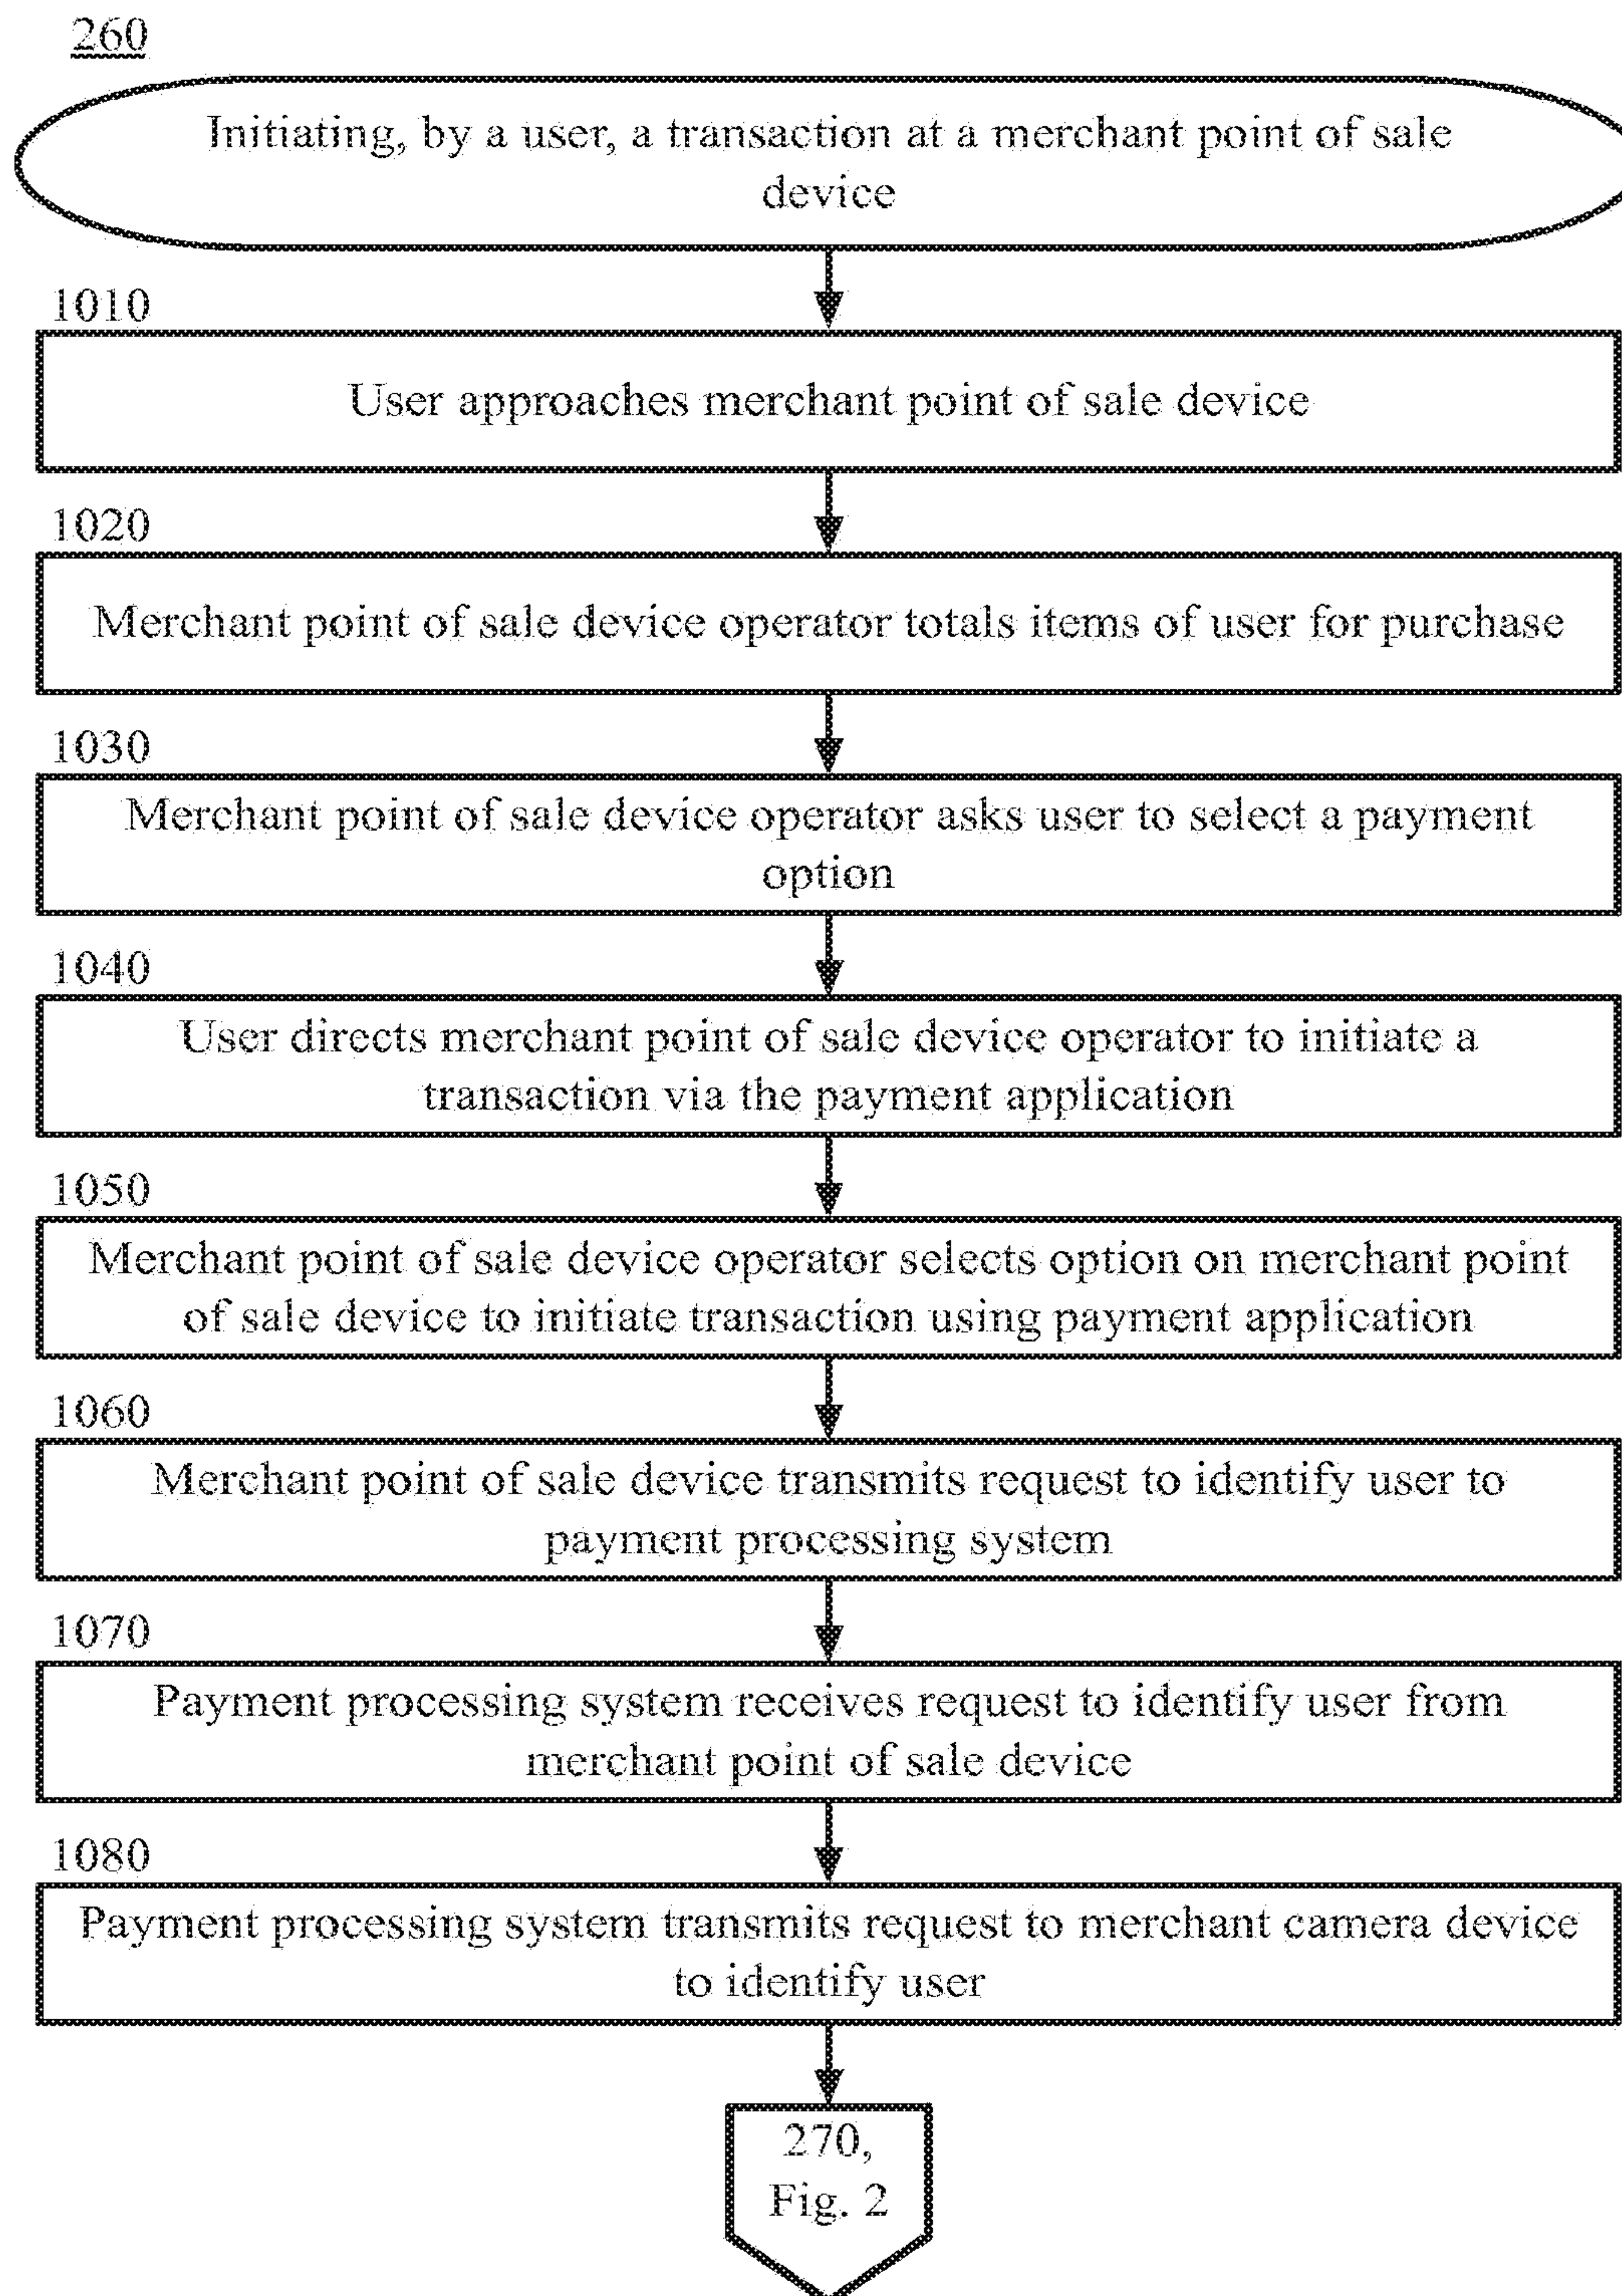 260
Initiating, by a user, a transaction at a merchant point of sale
device
1010
User approaches merchant point of sale device
1020
Merchant point of sale device operator totals items of user for purchase
1030
Merchant point of sale device operator asks user to select a payment
option
1040
User directs merchant point of sale device operator to initiate a
transaction via the payment application
1050
Merchant point of sale device operator selects option on merchant point
of sale device to initiate transaction using payment application
1060
Merchant point of sale device transmits request to identify user to
payment processing system
1070
Payment processing system receives request to identify user from
merchant point of sale device
1080
Payment processing system transmits request to merchant camera device
to identify user
270,
Fig. 2